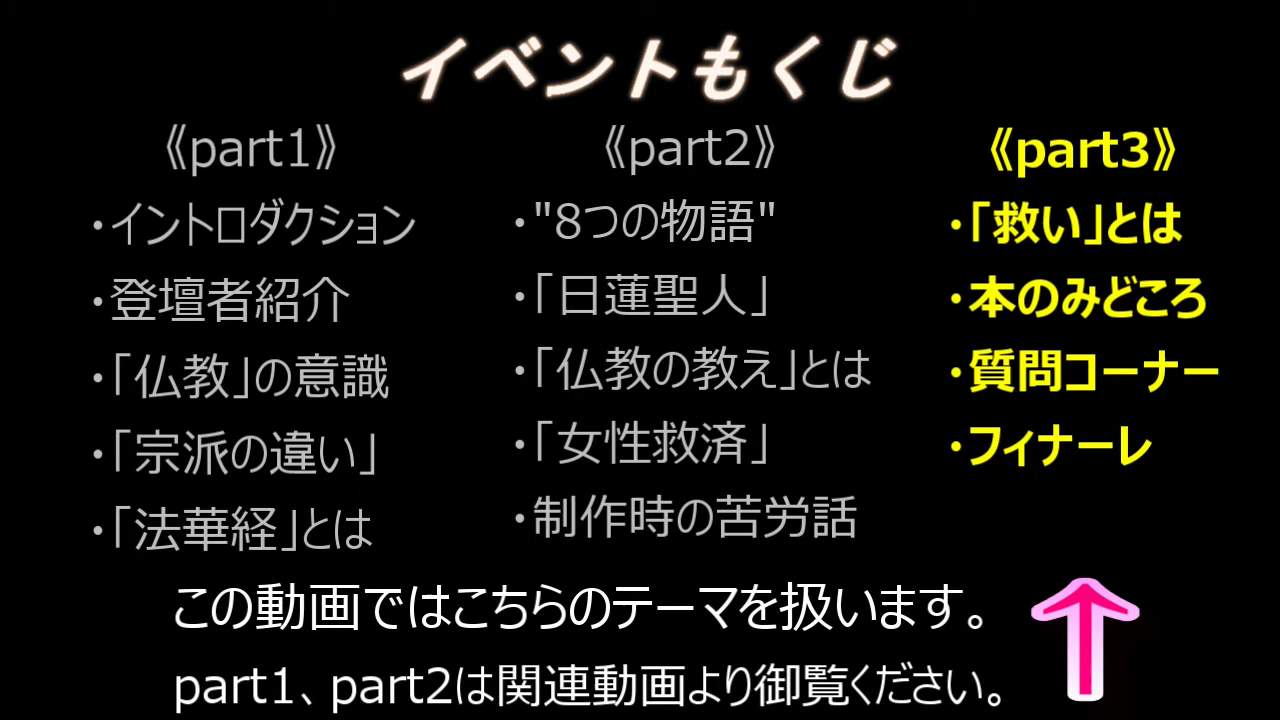 イベントもくじ
《part1》
・イントロダクション
・登壇者紹介
・「仏教」の意識
・「宗派の違い」
・「法華経」とは
《part2》
・"8つの物語"
・「日蓮聖人」
・「仏教の教え」とは
・「女性救済」
・制作時の苦労話
《part3》
・「救い」とは
・本のみどころ
・質問コーナー
・フィナーレ
この動画ではこちらのテーマを扱います。
part1、part2は関連動画より御覧ください。